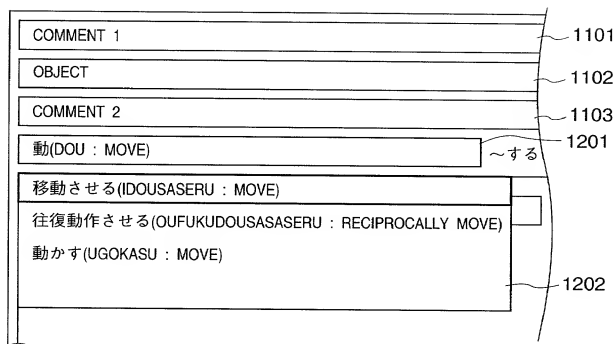 COMMENT 1
1101
OBJECT
1102
COMMENT 2
1103
1201
動(DOU : MOVE)
~する
移動させる(IDOUSASERU : MOVE)
往復動作させる(OUFUKUDOUSASASERU : RECIPROCALLY MOVE)
動かす(UGOKASU : MOVE)
1202